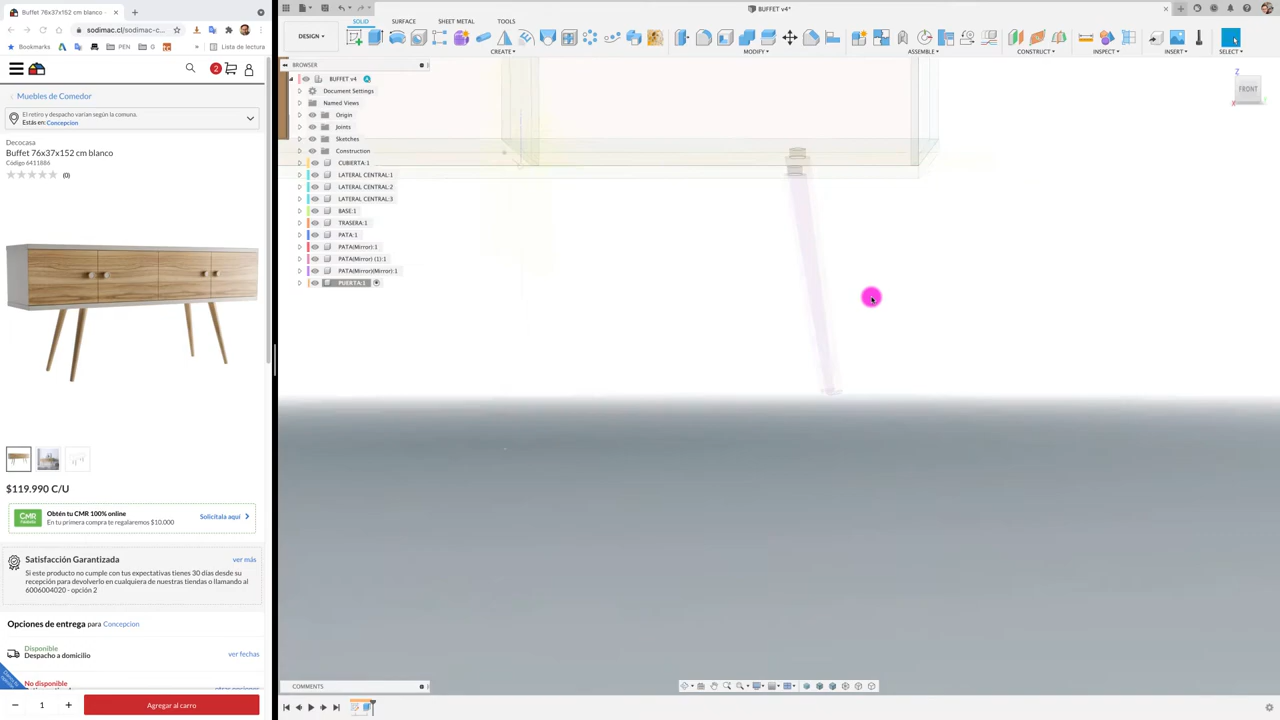 Buffet 76x37x152 cm blanco -
sodimac.cl/sodimac-c...
Bookmarks
PEN
G
Lista de lectura
2
Muebles de Comedor
El retiro y despacho varían según la comuna.
Estás en: Concepcion
Decocasa
Buffet 76x37x152 cm blanco
Código 6411886
(0)
$119.990 C/U
CMR
Obtén tu CMR 100% online
En tu primera compra te regalaremos $10.000
Solicítala aquí
Satisfacción Garantizada
ver más
Si este producto no cumple con tus expectativas tienes 30 días desde su
recepción para devolverlo en cualquiera de nuestras tiendas o llamando al
6006004020 - opción 2
Opciones de entrega para Concepcion
Disponible
Despacho a domicilio
ver fechas
No disponible
1
Agregar al carro
BUFFET v4*
DESIGN
SOLID
SURFACE
SHEET METAL
TOOLS
CREATE
MODIFY
ASSEMBLE
CONSTRUCT
INSPECT
INSERT
SELECT
BROWSER
BUFFET v4
Document Settings
Named Views
Origin
Joints
Sketches
Construction
CUBIERTA:1
LATERAL CENTRAL:1
LATERAL CENTRAL:2
LATERAL CENTRAL:3
BASE:1
TRASERA:1
PATA:1
PATA(Mirror):1
PATA(Mirror) (1):1
PATA(Mirror)(Mirror):1
PUERTA:1
Z
FRONT
X
COMMENTS